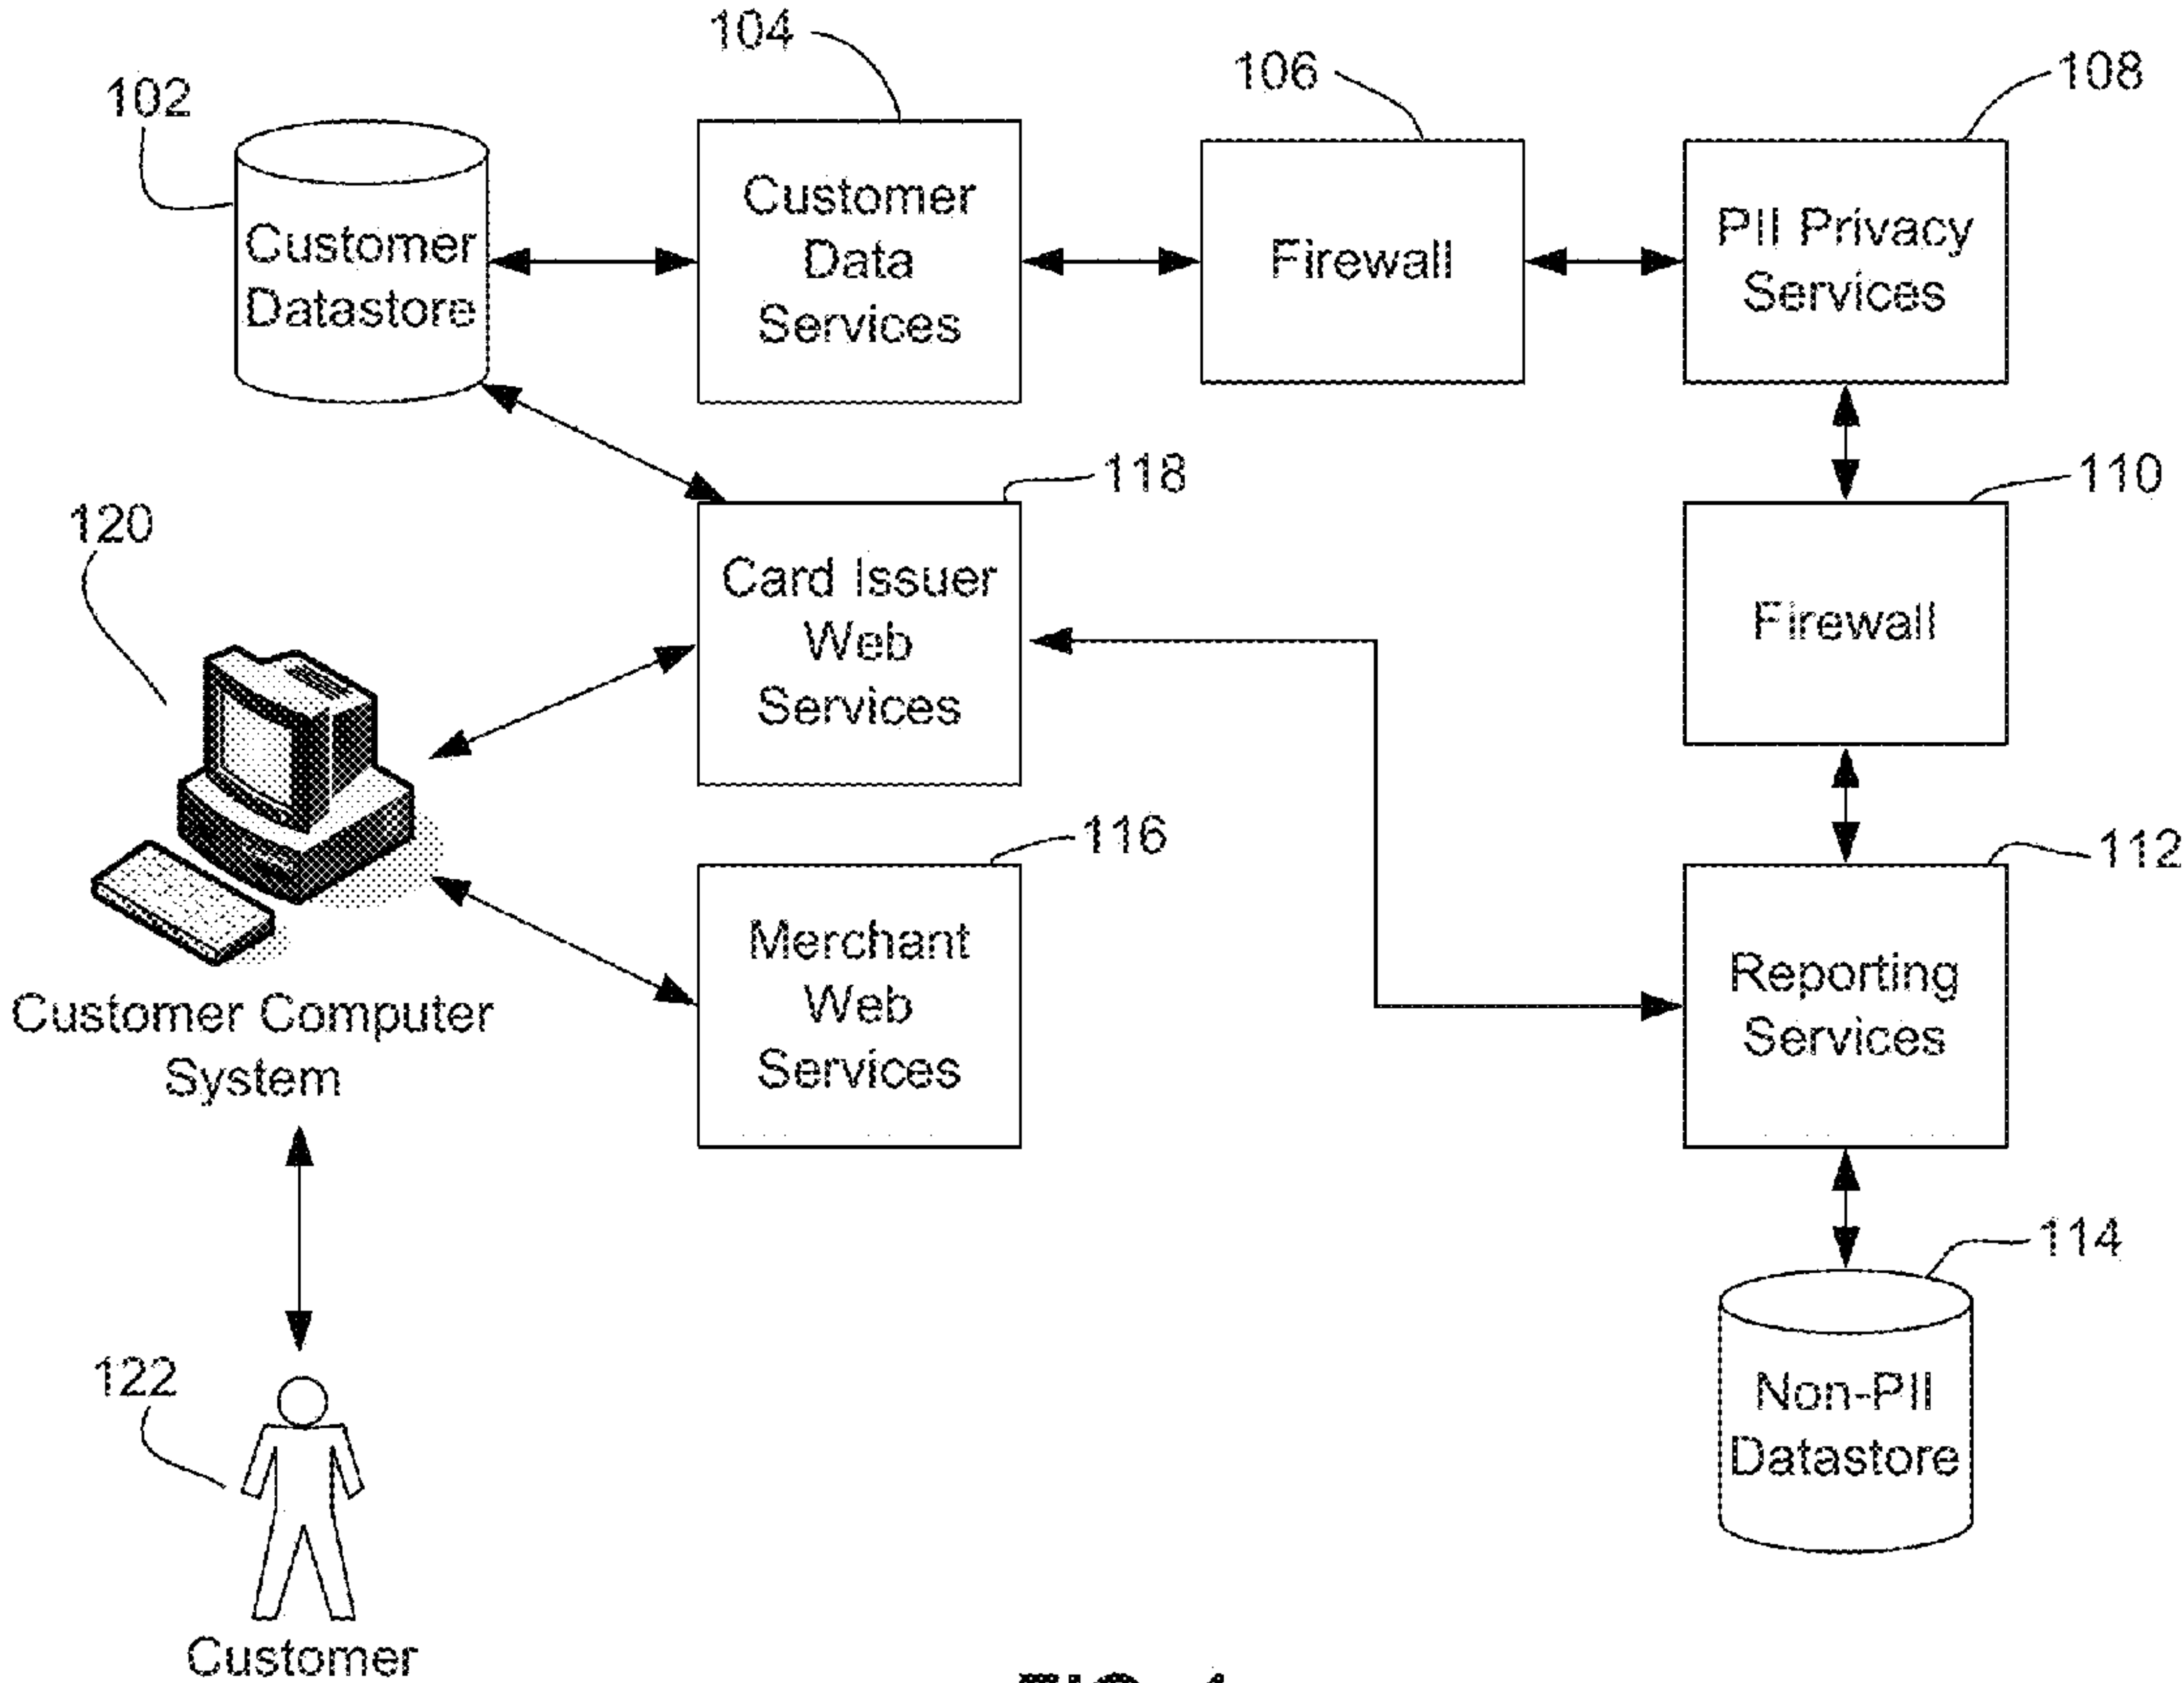 104
106
108
102
Customer
Datastore
Customer
Data
Services
Firewall
PII Privacy
Services
118
110
120
Card Issuer
Web
Services
Firewall
116
112
Merchant
Web
Services
Reporting
Services
Customer Computer
System
114
122
Non-PII
Datastore
Customer